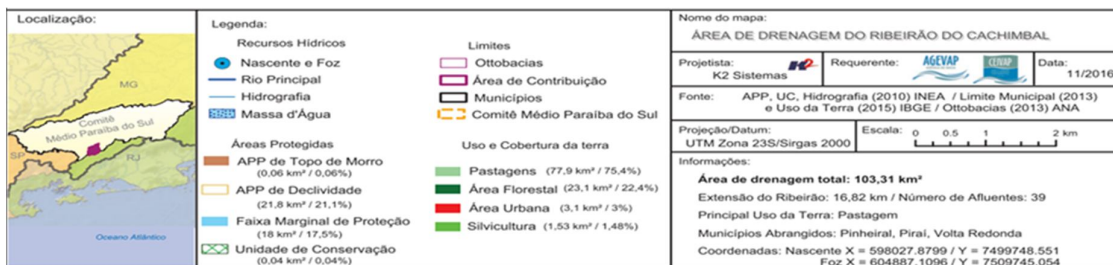 Localização:
MG
Comitê
Médio Paraíba do Sul
SP
RJ
Oceano Atlântico
Legenda:
Recursos Hídricos
Nascente e Foz
Rio Principal
Hidrografia
Massa d'Água
Áreas Protegidas
APP de Topo de Morro
(0,06 km² / 0,06%)
APP de Declividade
(21,8 km² / 21,1%)
Faixa Marginal de Proteção
(18 km² / 17,5%)
Unidade de Conservação
(0,04 km² / 0,04%)
Limites
Ottobacias
Área de Contribuição
Municípios
Comitê Médio Paraíba do Sul
Uso e Cobertura da terra
Pastagens (77,9 km² / 75,4%)
Área Florestal (23,1 km² / 22,4%)
Área Urbana (3,1 km² / 3%)
Silvicultura (1,53 km² / 1,48%)
Nome do mapa:
ÁREA DE DRENAGEM DO RIBEIRÃO DO CACHIMBAL
Projetista:
K2 Sistemas
K2
Requerente:
AGEVAP
CEIVAP
Data:
11/2016
Fonte: APP, UC, Hidrografia (2010) INEA / Limite Municipal (2013)
e Uso da Terra (2015) IBGE / Ottobacias (2013) ANA
Projeção/Datum:
UTM Zona 23S/Sirgas 2000
Escala: 0 0.5 1 2 km
Informações:
Área de drenagem total: 103,31 km²
Extensão do Ribeirão: 16,82 km / Número de Afluentes: 39
Principal Uso da Terra: Pastagem
Municípios Abrangidos: Pinheiral, Piraí, Volta Redonda
Coordenadas: Nascente X = 598027.8799 / Y = 7499748.551
Foz X = 604887.1096 / Y = 7509745.054